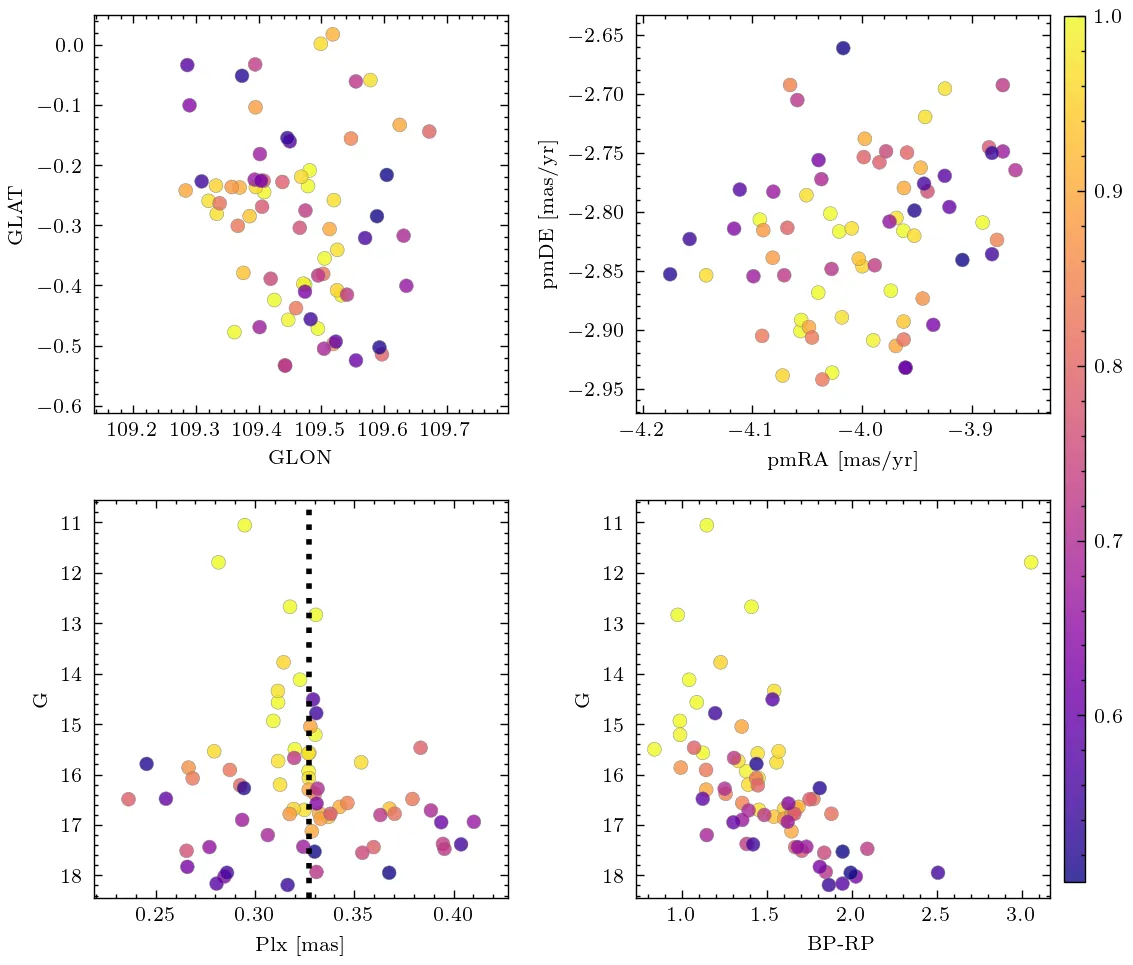 0.0
−0.1
−0.2
−0.3
−0.4
−0.5
−0.6
GLAT
109.2 109.3 109.4 109.5 109.6 109.7
GLON
−2.65
−2.70
−2.75
−2.80
−2.85
−2.90
−2.95
pmDE [mas/yr]
−4.2 −4.1 −4.0 −3.9
pmRA [mas/yr]
11
12
13
14
15
16
17
18
G
0.25 0.30 0.35 0.40
Plx [mas]
11
12
13
14
15
16
17
18
G
1.0 1.5 2.0 2.5 3.0
BP-RP
1.0
0.9
0.8
0.7
0.6